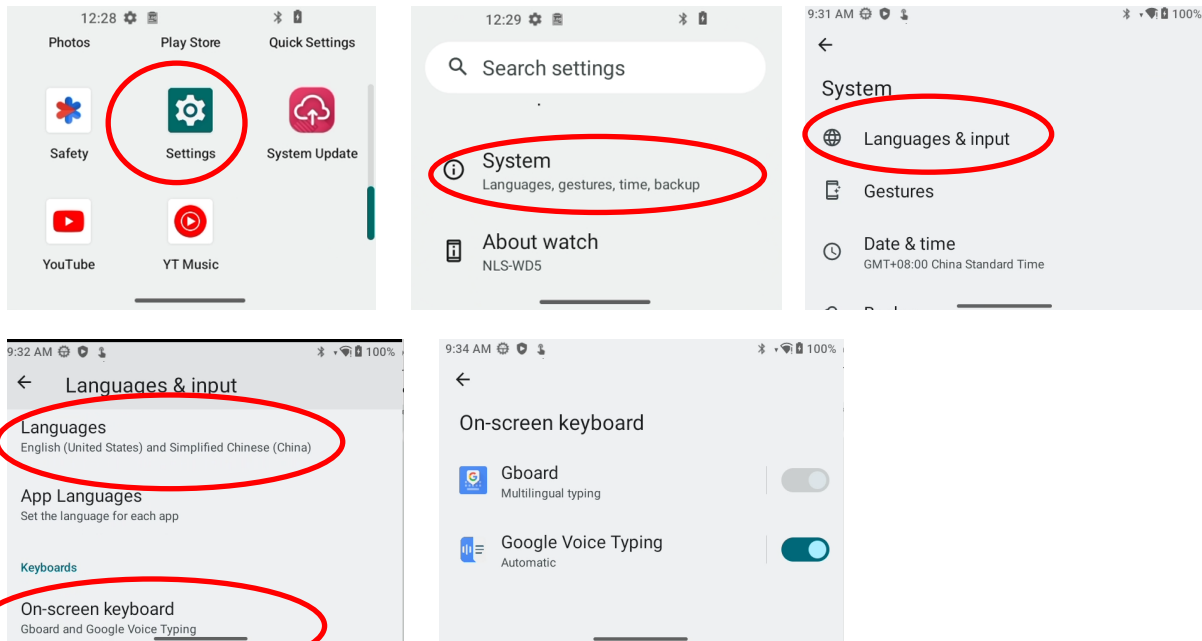 12:28
Photos Play Store Quick Settings
Safety Settings System Update
YouTube YT Music
12:29
Search settings
System
Languages, gestures, time, backup
About watch
NLS-WD5
9:31 AM 100%
System
Languages & input
Gestures
Date & time
GMT+08:00 China Standard Time
9:32 AM 100%
Languages & input
Languages
English (United States) and Simplified Chinese (China)
App Languages
Set the language for each app
Keyboards
On-screen keyboard
Gboard and Google Voice Typing
9:34 AM 100%
On-screen keyboard
Gboard
Multilingual typing
Google Voice Typing
Automatic